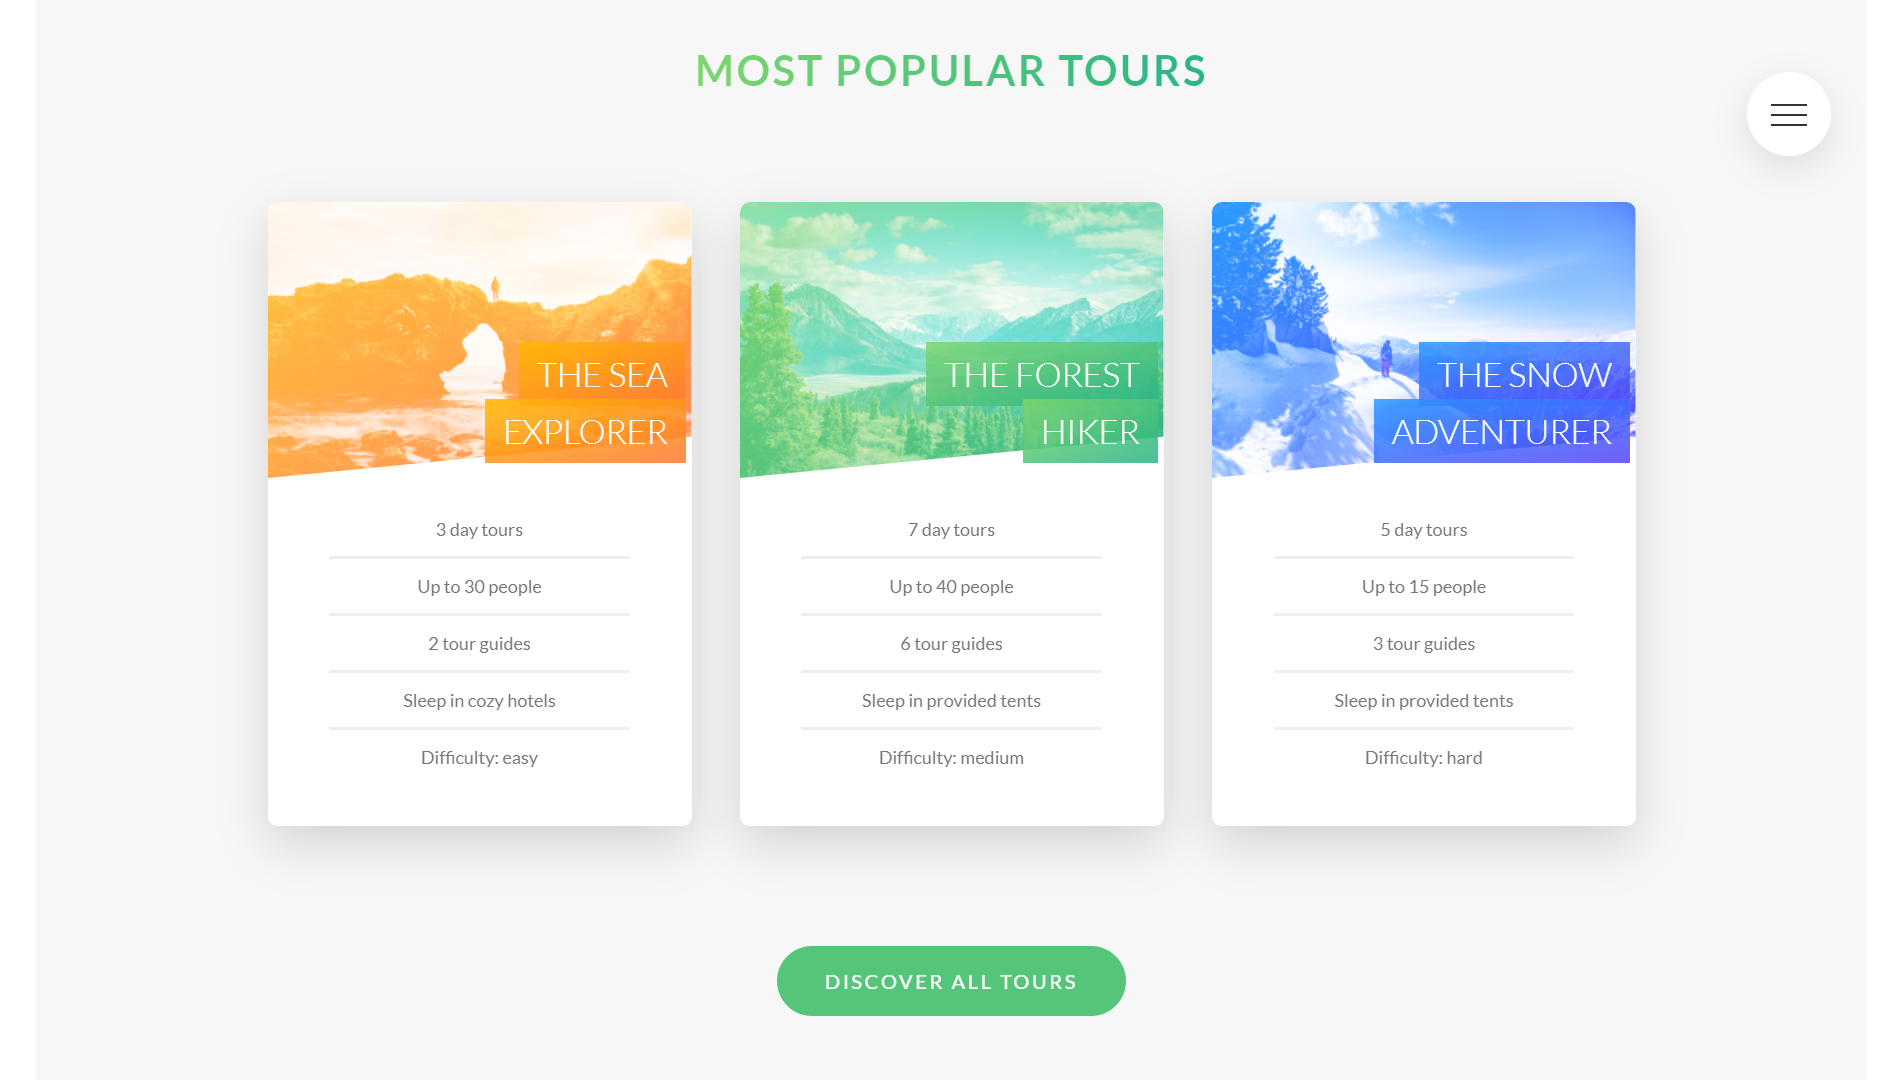 MOST POPULAR TOURS
THE SEA
EXPLORER
3 day tours
Up to 30 people
2 tour guides
Sleep in cozy hotels
Difficulty: easy
THE FOREST
HIKER
7 day tours
Up to 40 people
6 tour guides
Sleep in provided tents
Difficulty: medium
THE SNOW
ADVENTURER
5 day tours
Up to 15 people
3 tour guides
Sleep in provided tents
Difficulty: hard
DISCOVER ALL TOURS